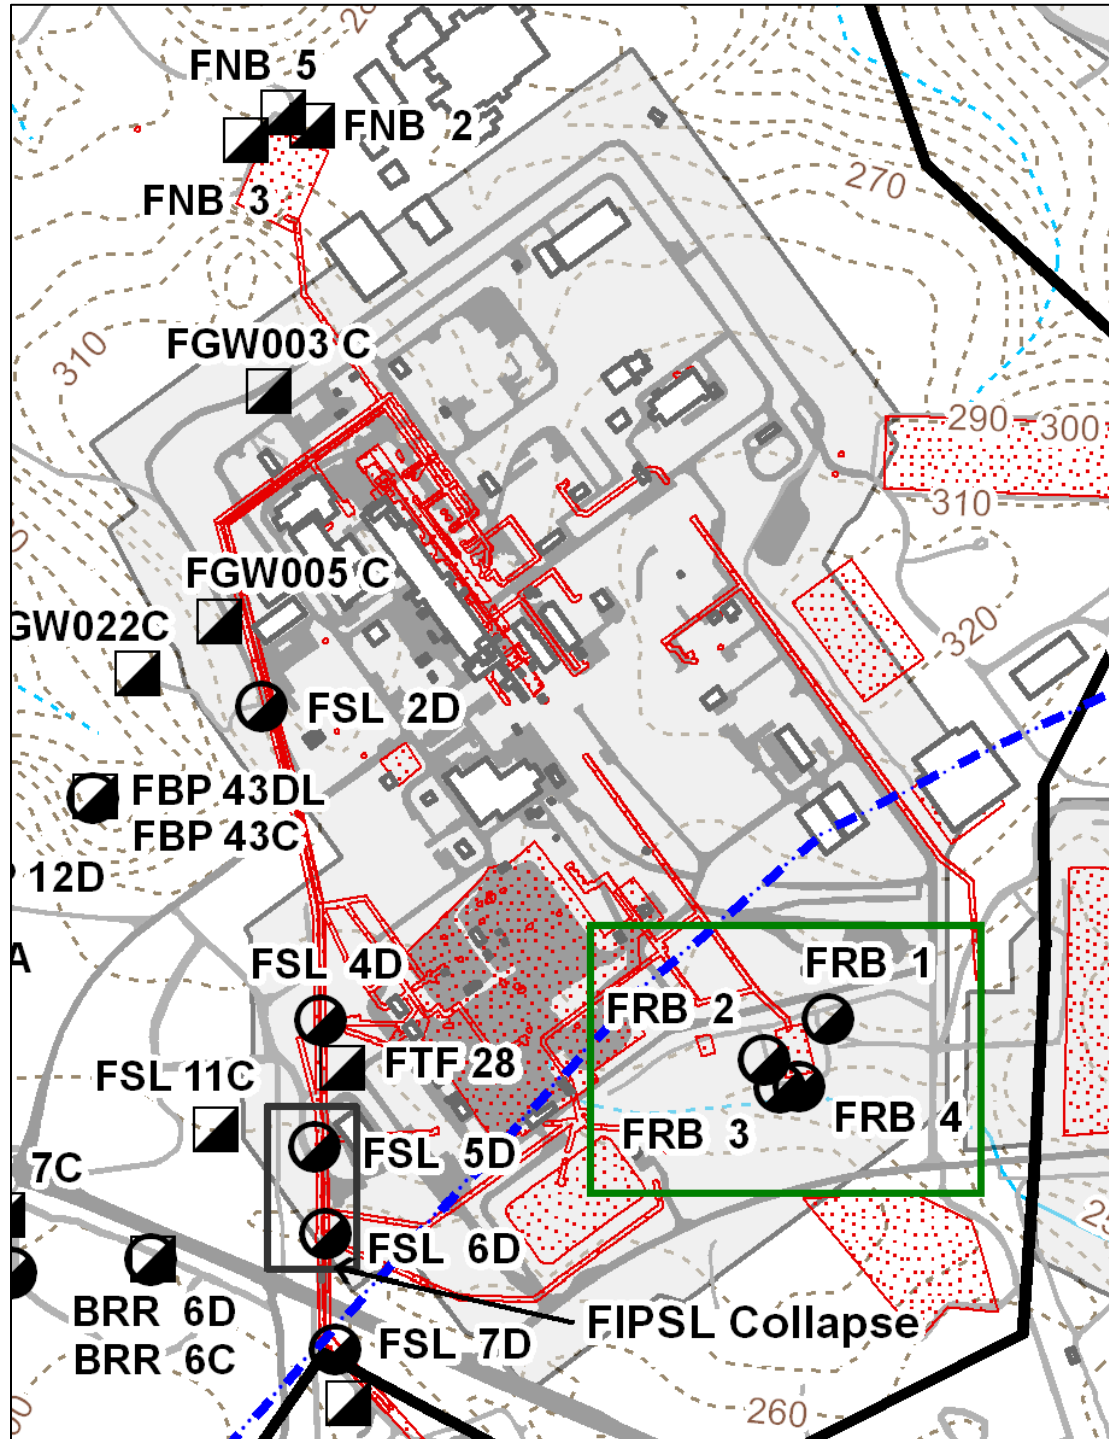 28
FNB 5
FNB 2
FNB 3
270
310
FGW003 C
290
300
310
FGW005 C
GW022C
320
FSL 2D
FBP 43DL
FBP 43C
12D
A
FSL 4D
FRB 1
FRB 2
FTF 28
FSL 11C
FRB 4
FRB 3
FSL 5D
7C
FSL 6D
BRR 6D
BRR 6C
FIPSL Collapse
FSL 7D
260